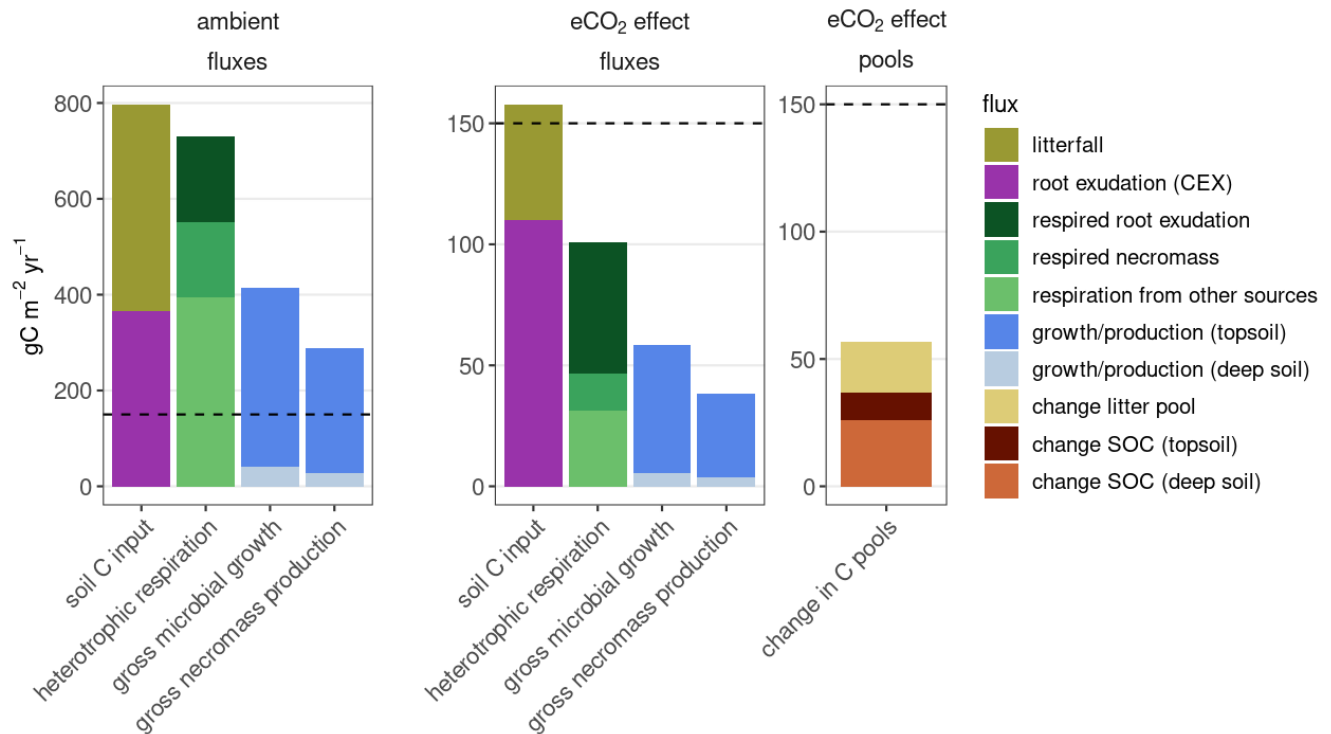 ambient
fluxes
eCO₂ effect
fluxes
eCO₂ effect
pools
gC m⁻² yr⁻¹
800
600
400
200
0
150
100
50
0
150
100
50
0
soil C input
heterotrophic respiration
gross microbial growth
gross necromass production
soil C input
heterotrophic respiration
gross microbial growth
gross necromass production
change in C pools
flux
litterfall
root exudation (CEX)
respired root exudation
respired necromass
respiration from other sources
growth/production (topsoil)
growth/production (deep soil)
change litter pool
change SOC (topsoil)
change SOC (deep soil)